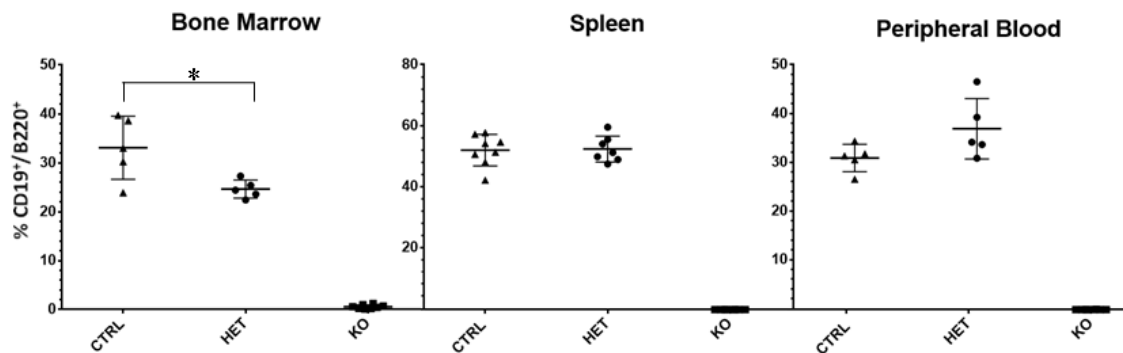 Bone Marrow
Spleen
Peripheral Blood
% CD19⁺/B220⁺
50
40
30
20
10
0
*
CTRL
HET
KO
80
60
40
20
0
CTRL
HET
KO
50
40
30
20
10
0
CTRL
HET
KO